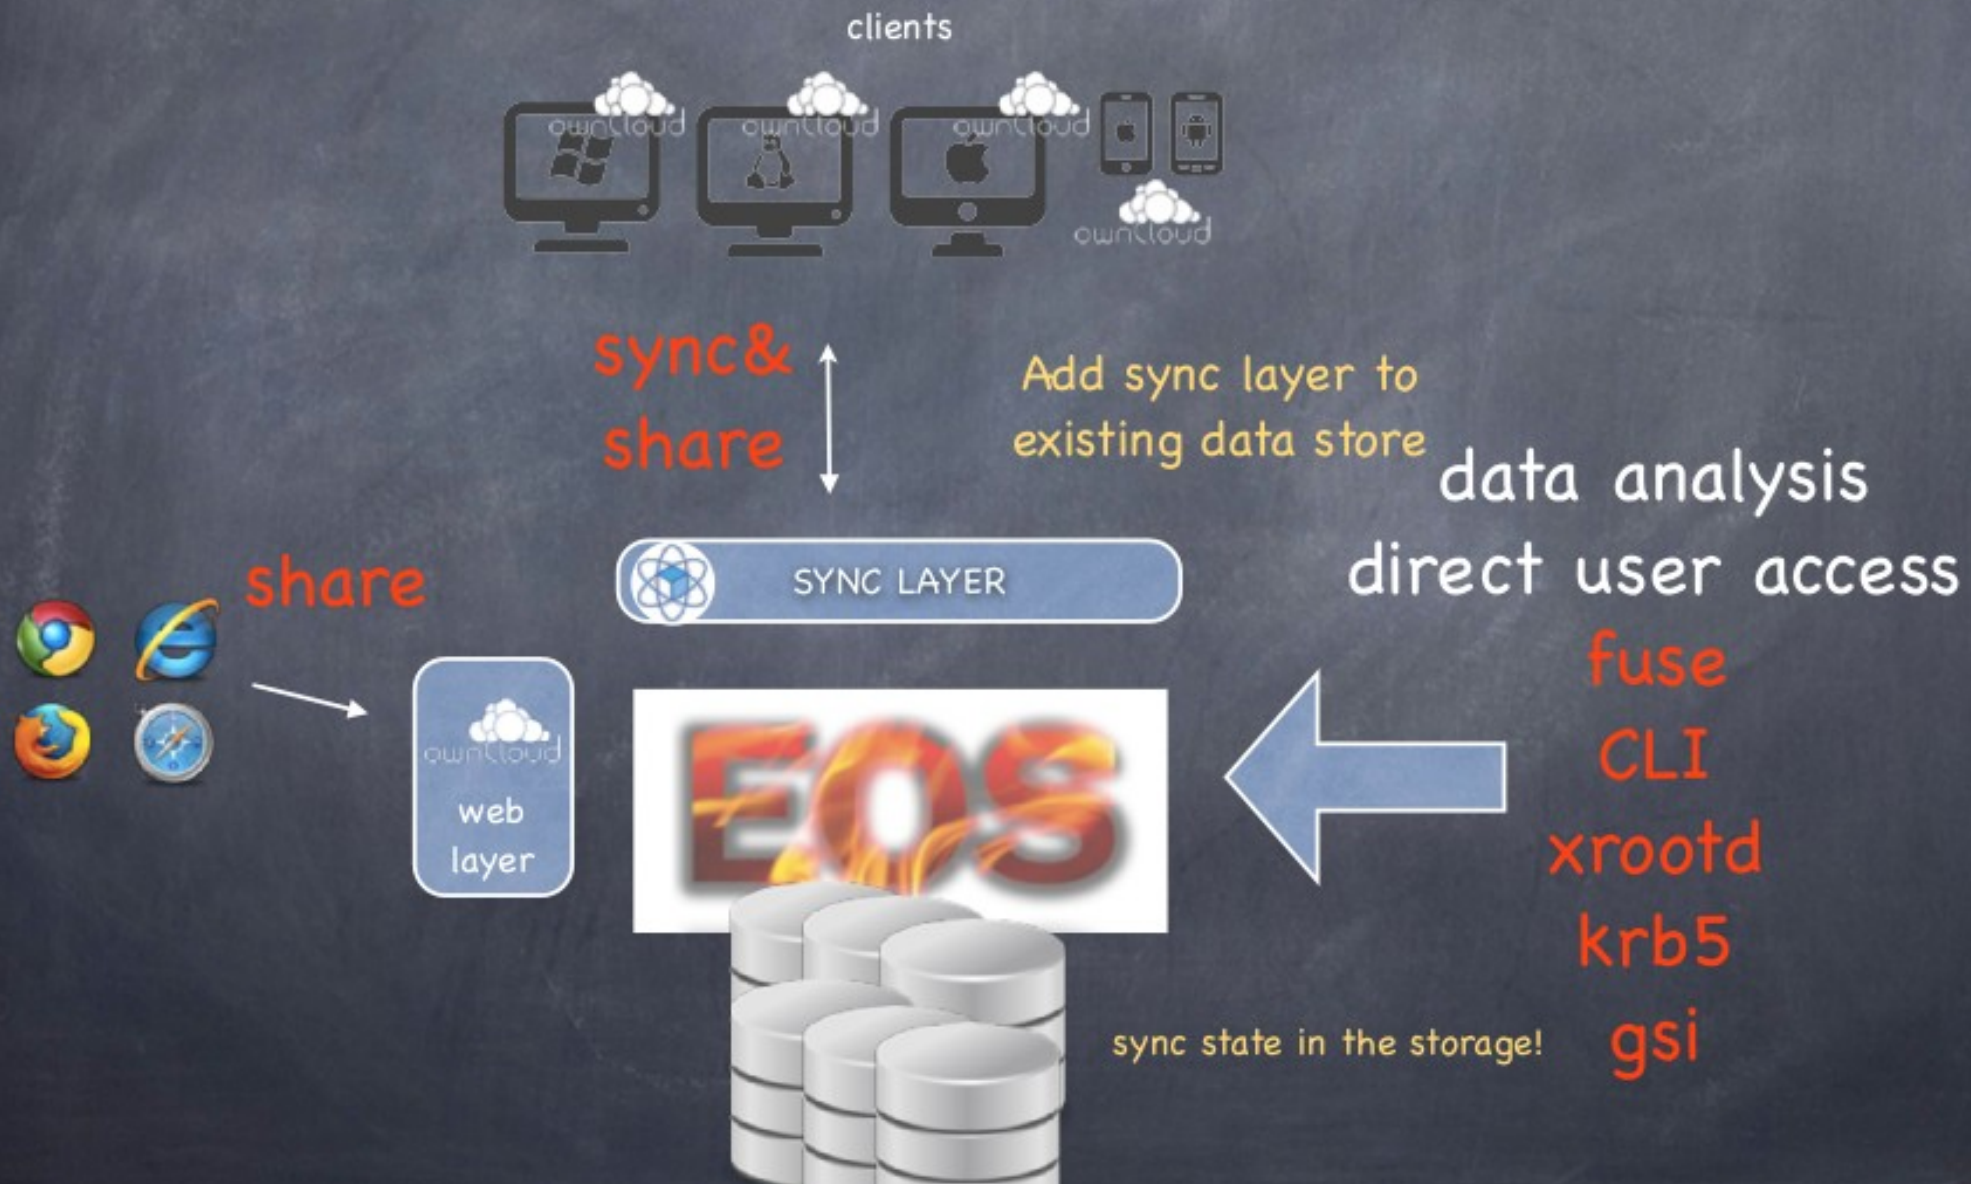 clients
ownCloud
ownCloud
ownCloud
ownCloud
sync&
share
Add sync layer to
existing data store
data analysis
direct user access
share
SYNC LAYER
fuse
CLI
xrootd
krb5
gsi
ownCloud
web
layer
EOS
sync state in the storage!